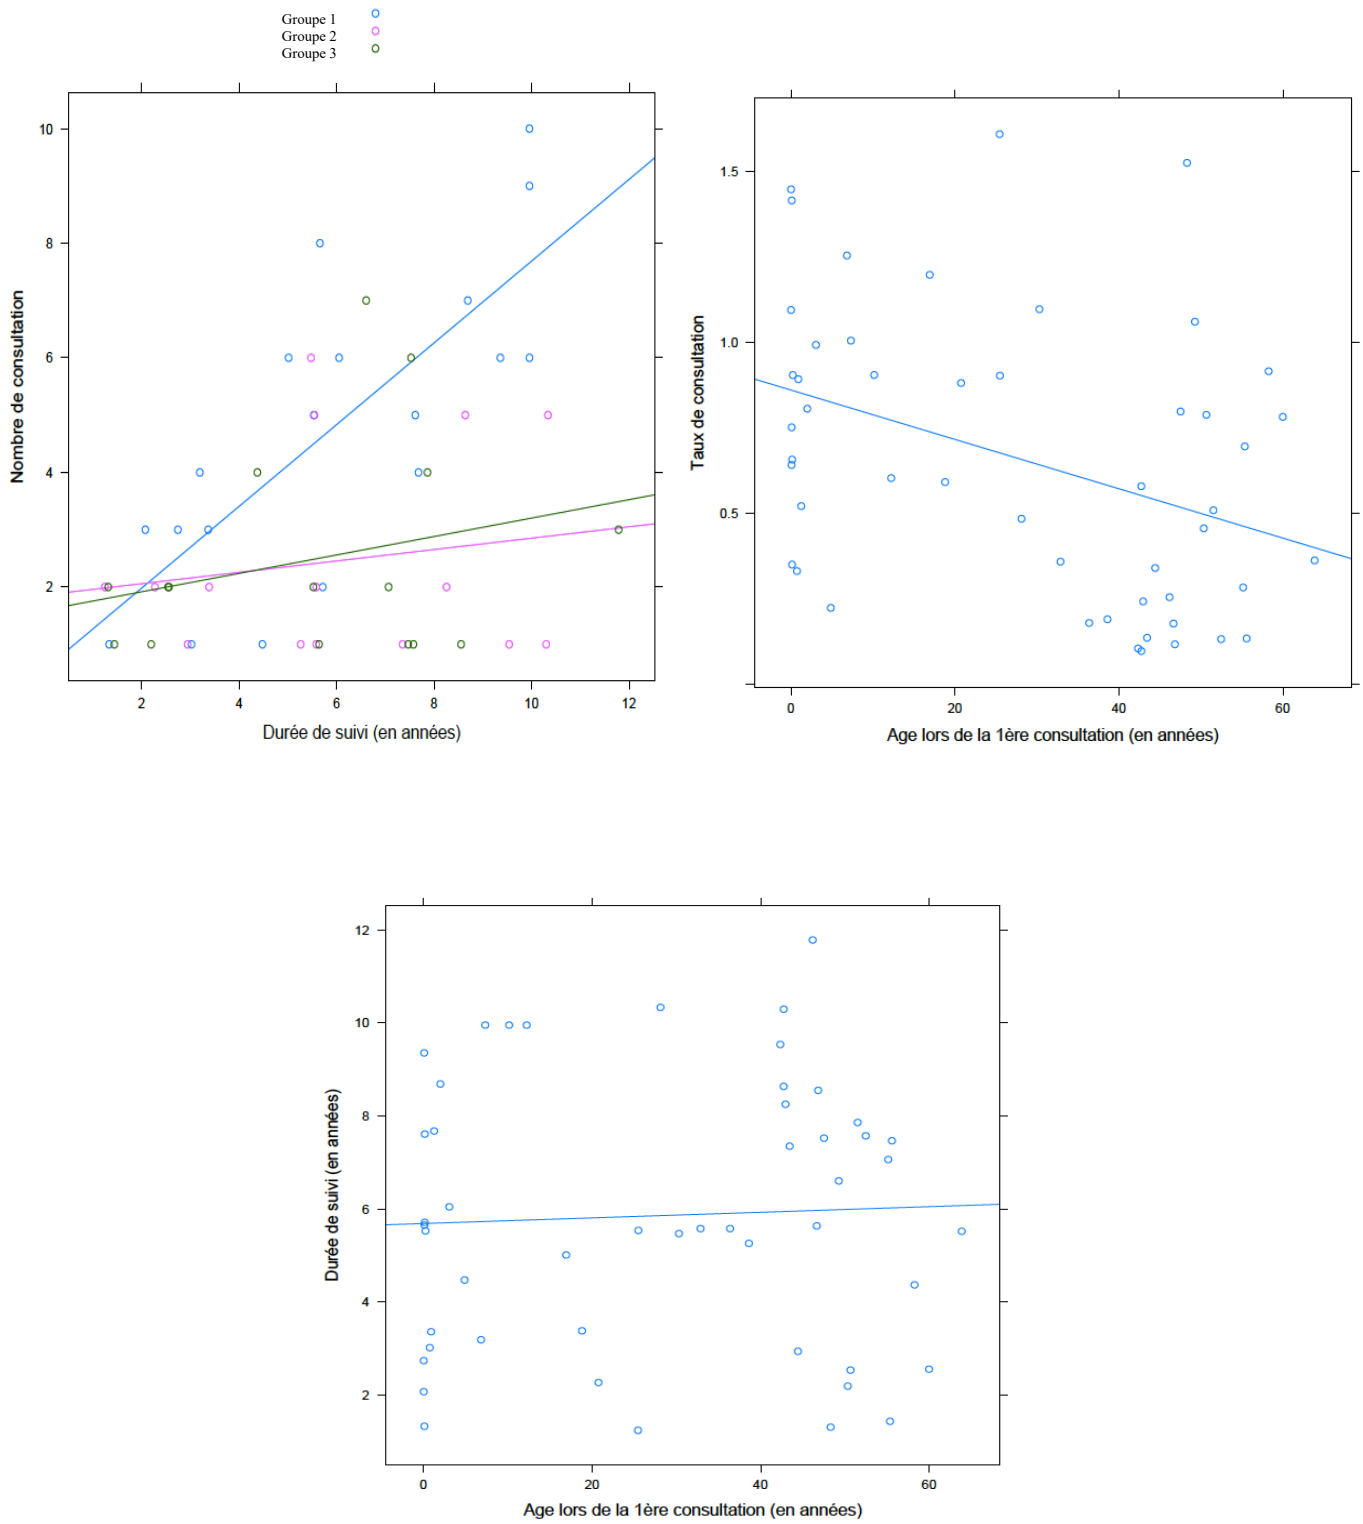 Groupe 1
Groupe 2
Groupe 3
10
8
6
4
2
Nombre de consultation
2 4 6 8 10 12
Durée de suivi (en années)
1.5
1.0
0.5
Taux de consultation
0 20 40 60
Age lors de la 1ère consultation (en années)
12
10
8
6
4
2
Durée de suivi (en années)
0 20 40 60
Age lors de la 1ère consultation (en années)